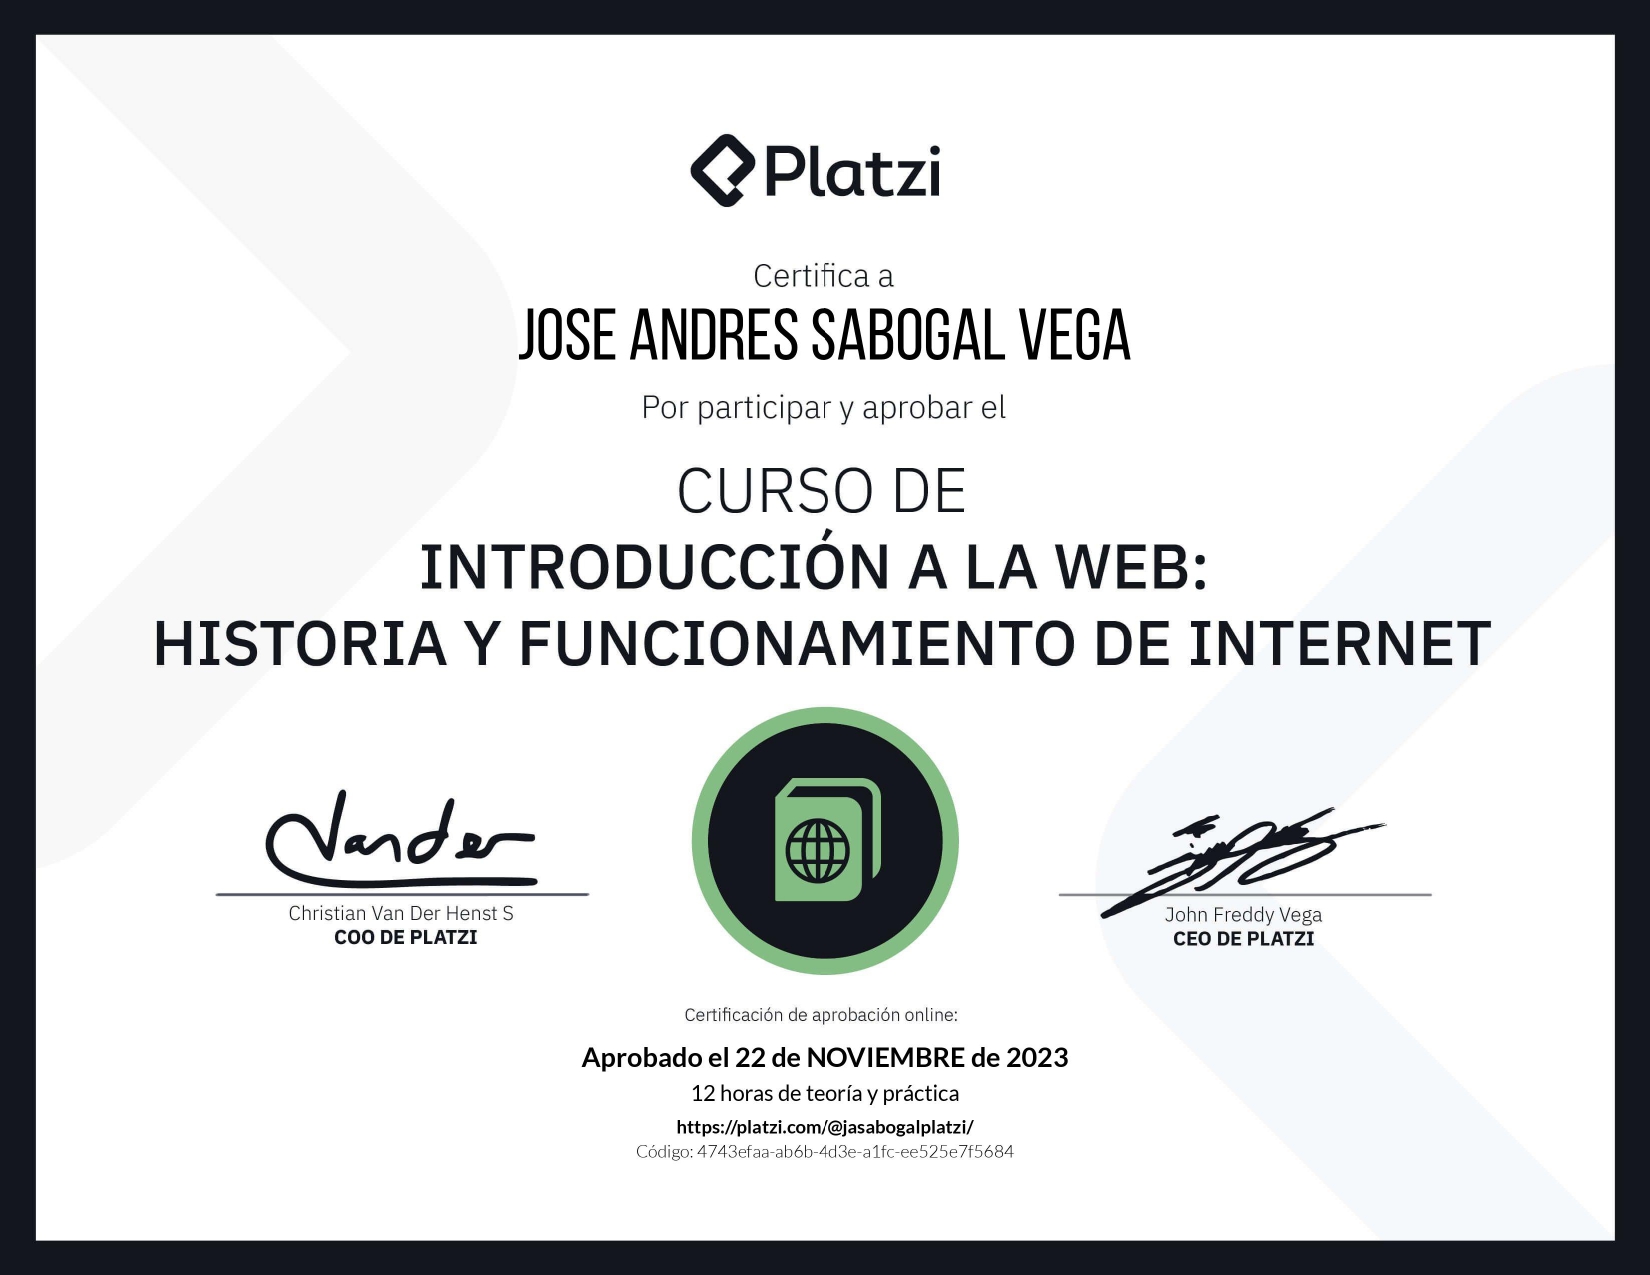 Platzi
Certifica a
JOSE ANDRES SABOGAL VEGA
Por participar y aprobar el
CURSO DE
INTRODUCCIÓN A LA WEB:
HISTORIA Y FUNCIONAMIENTO DE INTERNET
Vander
Christian Van Der Henst S
COO DE PLATZI
John Freddy Vega
CEO DE PLATZI
Certificación de aprobación online:
Aprobado el 22 de NOVIEMBRE de 2023
12 horas de teoría y práctica
https://platzi.com/@jasabogalplatzi/
Código: 4743efaa-ab6b-4d3e-a1fc-ee525e7f5684